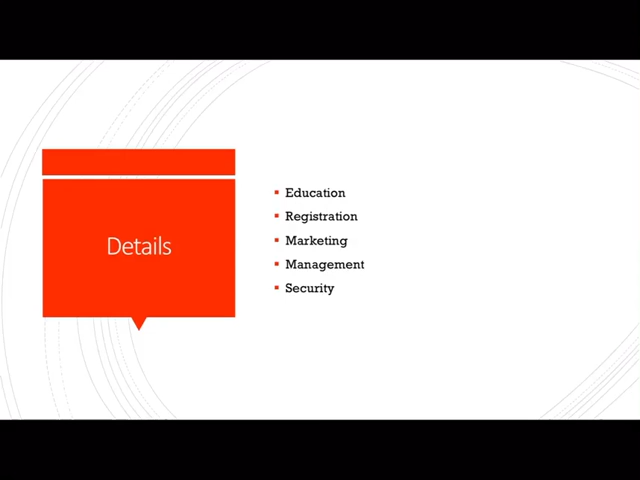 Details
Education
Registration
Marketing
Management
Security